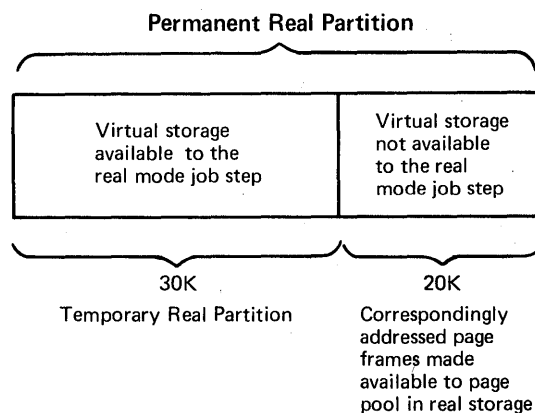 Permanent Real Partition
Virtual storage
available to the
real mode job step
Virtual storage
not available
to the real
mode job step
30K
Temporary Real Partition
20K
Correspondingly
addressed page
frames made
available to page
pool in real storage